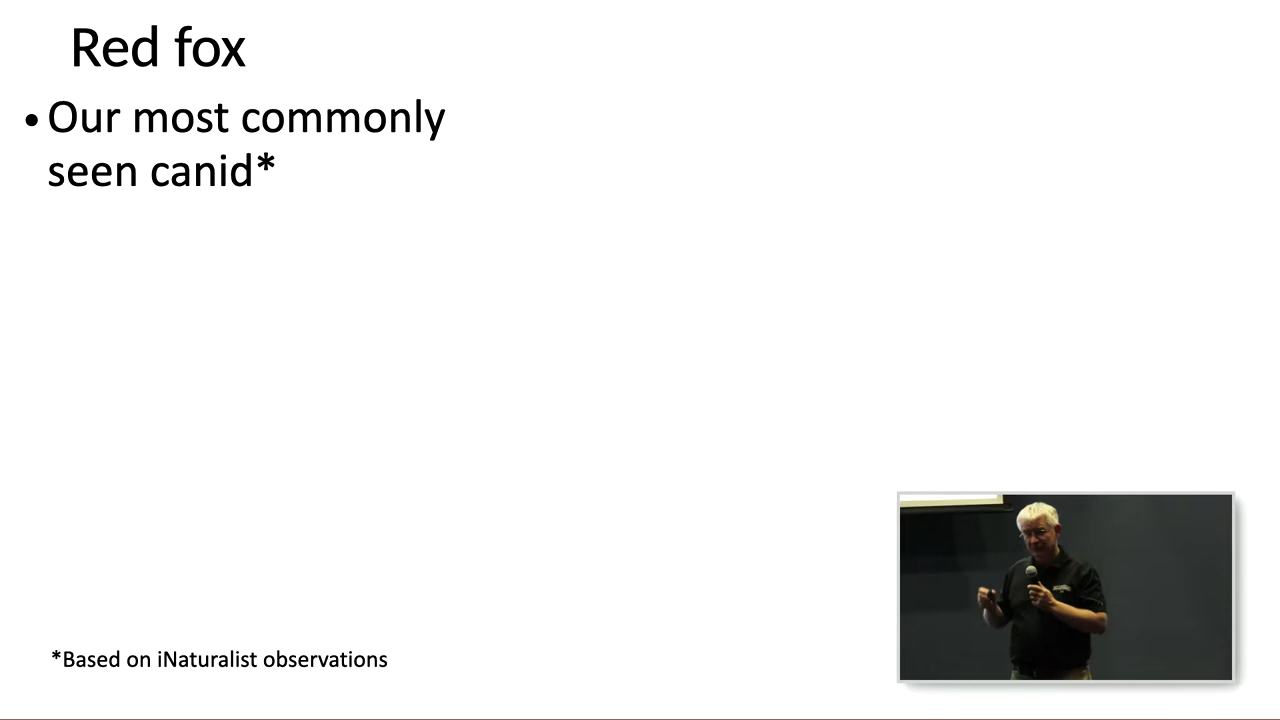 Red fox
• Our most commonly
seen canid*
*Based on iNaturalist observations